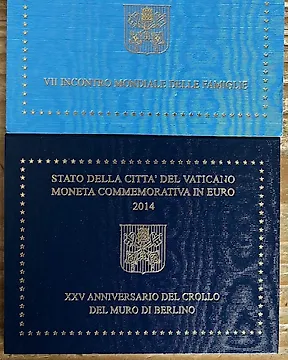 VII INCONTRO MONDIALE DELLE FAMIGLIE
STATO DELLA CITTA' DEL VATICANO
MONETA COMMEMORATIVA IN EURO
2014
XXV ANNIVERSARIO DEL CROLLO
DEL MURO DI BERLINO